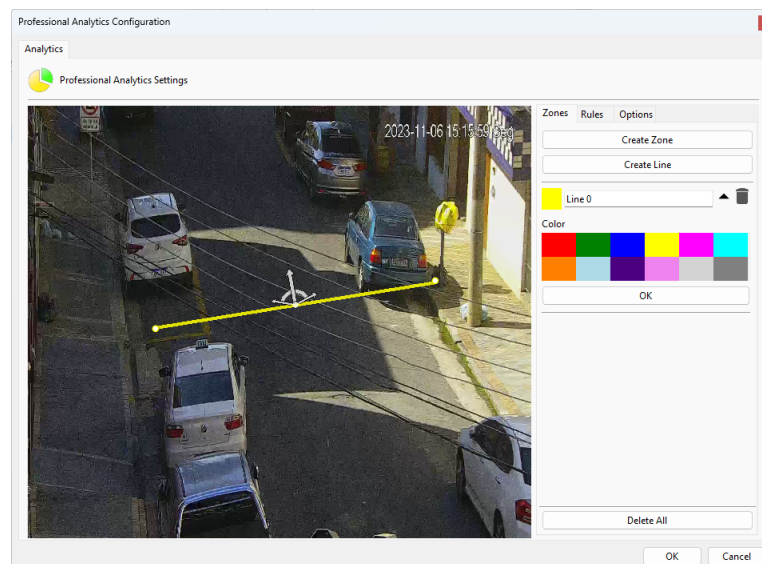 Professional Analytics Configuration
Analytics
Professional Analytics Settings
2023-11-06 15:15:59
Zones Rules Options
Create Zone
Create Line
Line 0
Color
OK
Delete All
OK Cancel